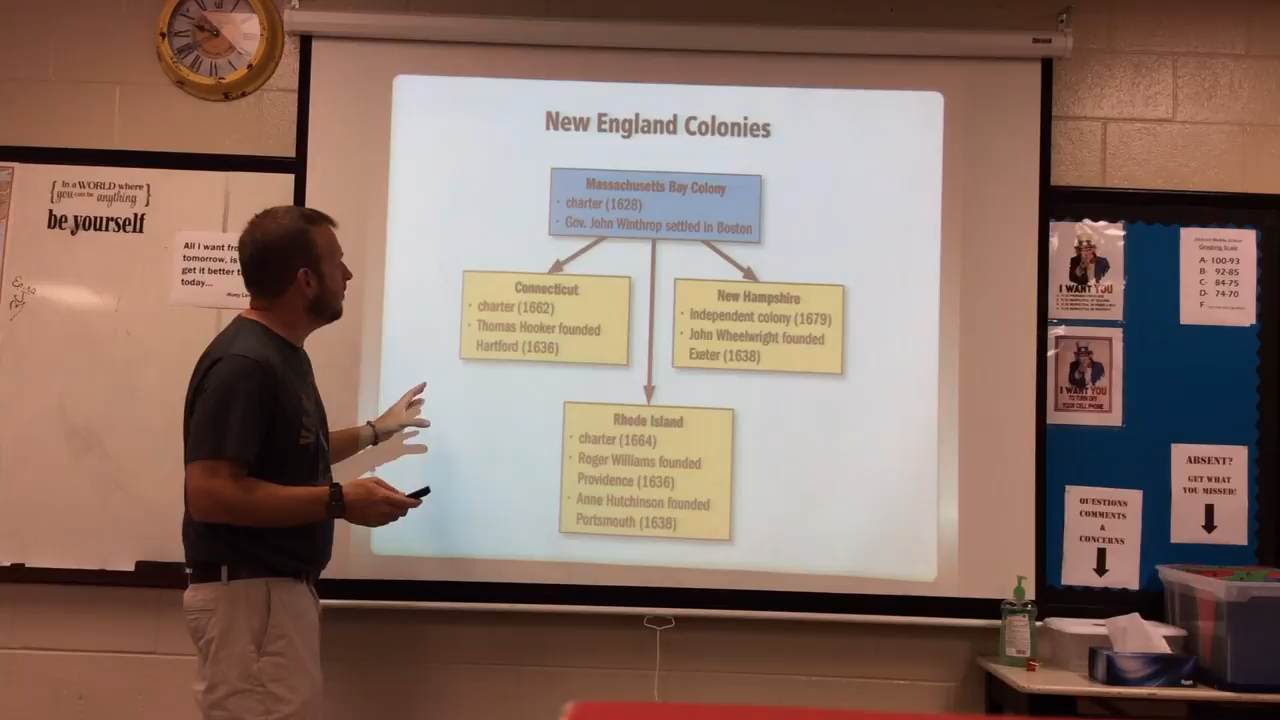 New England Colonies
Massachusetts Bay Colony
• charter (1628)
• Gov. John Winthrop settled in Boston
Connecticut
• charter (1662)
• Thomas Hooker founded
Hartford (1636)
New Hampshire
• independent colony (1679)
• John Wheelwright founded
Exeter (1638)
Rhode Island
• charter (1664)
• Roger Williams founded
Providence (1636)
• Anne Hutchinson founded
Portsmouth (1638)
In a WORLD where
you can be anything
be yourself
All I want
tomorrow, is
get it better
today...
I WANT YOU
Grading Scale
A- 100-93
B- 92-85
C- 84-75
D- 74-70
F-
I WANT YOU
TO TURN OFF
YOUR CELL PHONE
ABSENT?
GET WHAT
YOU MISSED!
QUESTIONS
COMMENTS
&
CONCERNS